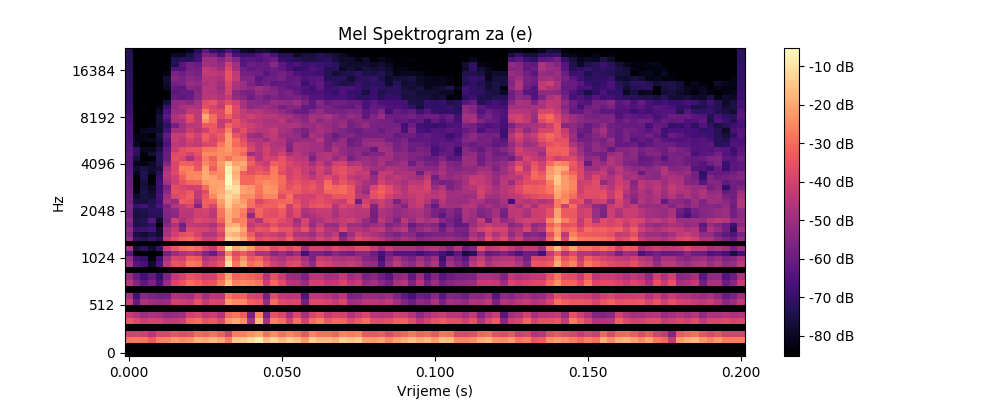 Mel Spektrogram za (e)
16384
8192
4096
2048
1024
512
0
Hz
0.000 0.050 0.100 0.150 0.200
Vrijeme (s)
-10 dB
-20 dB
-30 dB
-40 dB
-50 dB
-60 dB
-70 dB
-80 dB